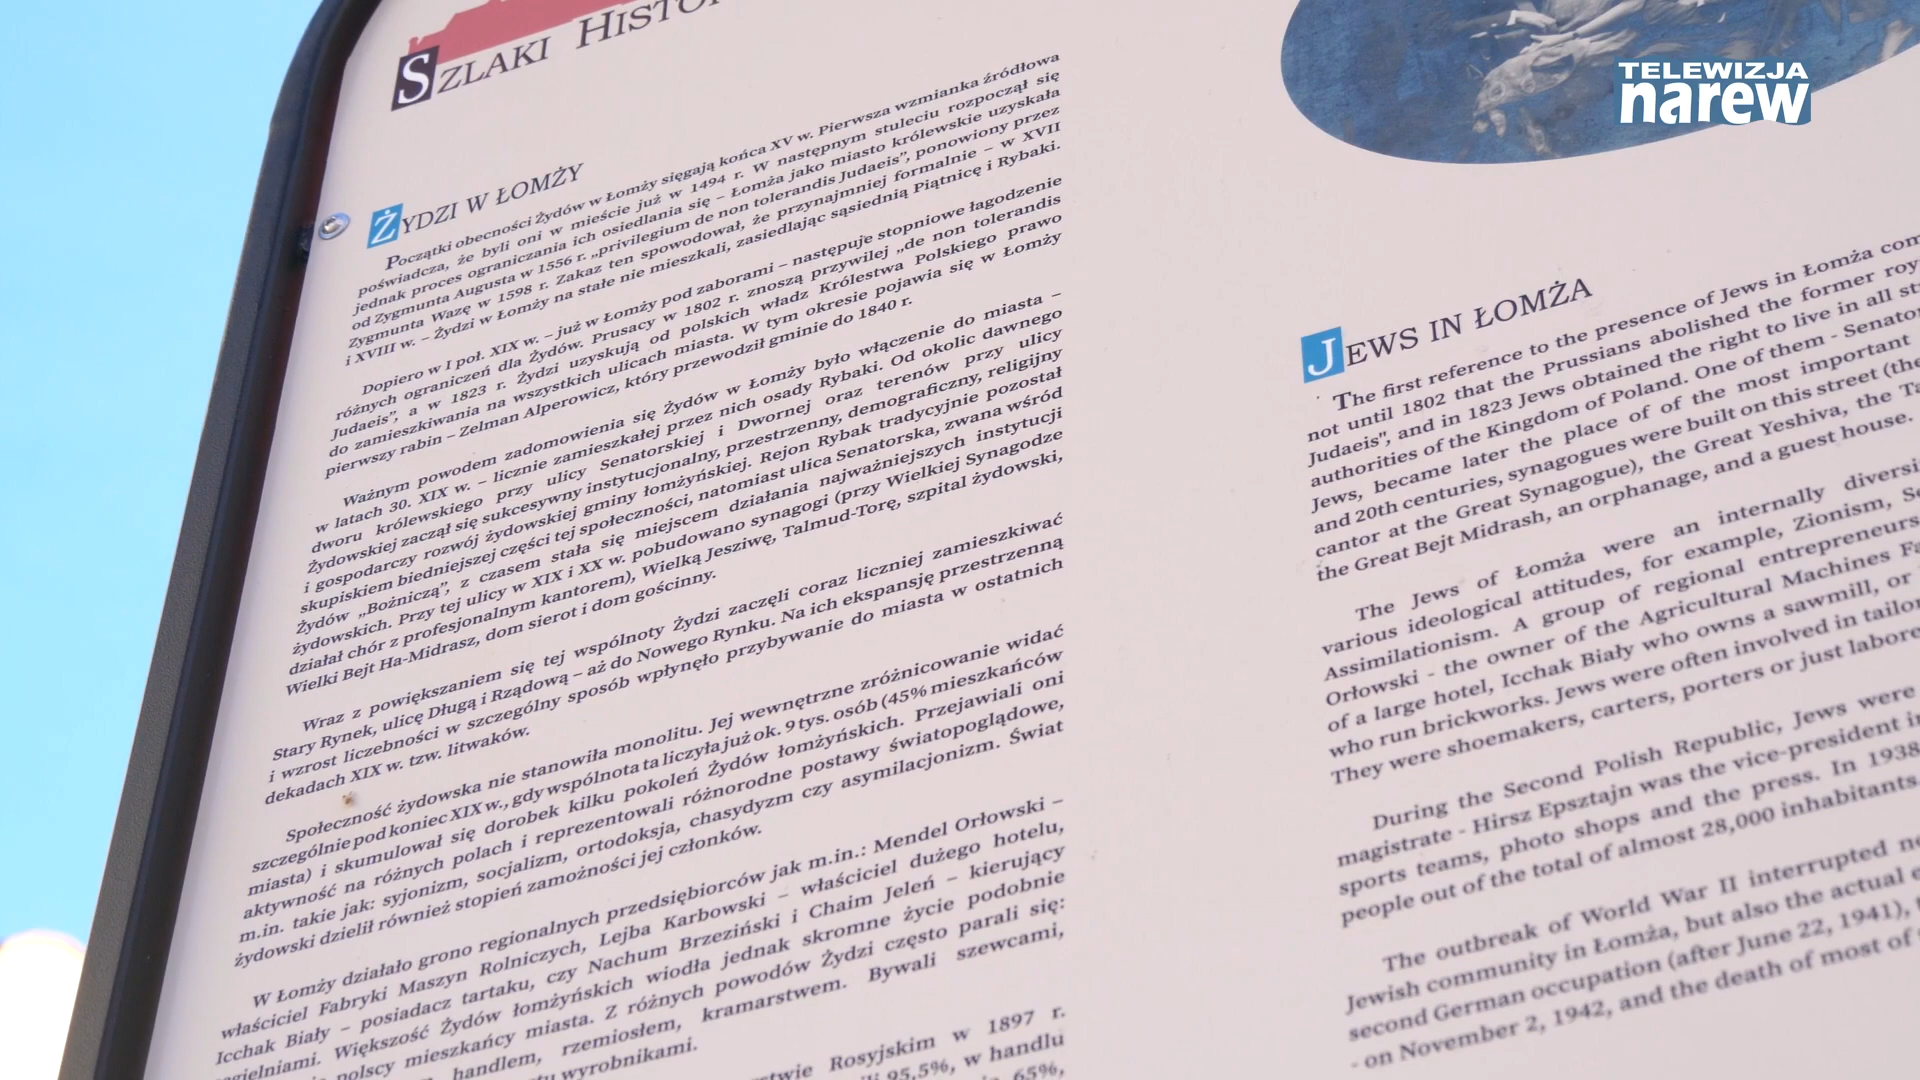 SZLAKI HISTO
TELEWIZJA
narew
ŻYDZI W ŁOMŻY
Początki obecności Żydów w Łomży sięgają końca XV w. Pierwsza wzmianka źródłowa
poświadcza, że byli oni w mieście już w 1494 r. W następnym stuleciu rozpoczął się
jednak proces ograniczania ich osiedlania się – Łomża jako miasto królewskie uzyskała
od Zygmunta Augusta w 1556 r. „privilegium de non tolerandis Judaeis”, ponowiony przez
Zygmunta Wazę w 1598 r. Zakaz ten spowodował, że przynajmniej formalnie – w XVII
i XVIII w. – Żydzi w Łomży na stałe nie mieszkali, zasiedlając sąsiednią Piątnicę i Rybaki.
Dopiero w I poł. XIX w. – już w Łomży pod zaborami – następuje stopniowe łagodzenie
różnych ograniczeń dla Żydów. Prusacy w 1802 r. znoszą przywilej „de non tolerandis
Judaeis”, a w 1823 r. Żydzi uzyskują od polskich władz Królestwa Polskiego prawo
do zamieszkiwania na wszystkich ulicach miasta. W tym okresie pojawia się w Łomży
pierwszy rabin – Zelman Alperowicz, który przewodził gminie do 1840 r.
Ważnym powodem zadomowienia się Żydów w Łomży było włączenie do miasta –
w latach 30. XIX w. – licznie zamieszkałej przez nich osady Rybaki. Od okolic dawnego
dworu królewskiego przy ulicy Senatorskiej i Dwornej oraz terenów przy ulicy
Żydowskiej zaczął się sukcesywny instytucjonalny, przestrzenny, demograficzny, religijny
i gospodarczy rozwój żydowskiej gminy łomżyńskiej. Rejon Rybak tradycyjnie pozostał
skupiskiem biedniejszej części tej społeczności, natomiast ulica Senatorska, zwana wśród
Żydów „Bożniczą”, z czasem stała się miejscem działania najważniejszych instytucji
żydowskich. Przy tej ulicy w XIX i XX w. pobudowano synagogi (przy Wielkiej Synagodze
działał chór z profesjonalnym kantorem), Wielką Jesziwę, Talmud-Torę, szpital żydowski,
Wielki Bejt Ha-Midrasz, dom sierot i dom gościnny.
Wraz z powiększaniem się tej wspólnoty Żydzi zaczęli coraz liczniej zamieszkiwać
Stary Rynek, ulicę Długą i Rządową – aż do Nowego Rynku. Na ich ekspansję przestrzenną
i wzrost liczebności w szczególny sposób wpłynęło przybywanie do miasta w ostatnich
dekadach XIX w. tzw. litwaków.
Społeczność żydowska nie stanowiła monolitu. Jej wewnętrzne zróżnicowanie widać
szczególnie pod koniec XIX w., gdy wspólnota ta liczyła już ok. 9 tys. osób (45% mieszkańców
miasta) i skumulował się dorobek kilku pokoleń Żydów łomżyńskich. Przejawiali oni
aktywność na różnych polach i reprezentowali różnorodne postawy światopoglądowe,
m.in. takie jak: syjonizm, socjalizm, ortodoksja, chasydyzm czy asymilacjonizm. Świat
żydowski dzielił również stopień zamożności jej członków.
W Łomży działało grono regionalnych przedsiębiorców jak m.in.: Mendel Orłowski –
właściciel Fabryki Maszyn Rolniczych, Lejba Karbowski – właściciel dużego hotelu,
Icchak Biały – posiadacz tartaku, czy Nachum Brzeziński i Chaim Jeleń – kierujący
cegielniami. Większość Żydów łomżyńskich wiodła jednak skromne życie podobnie
polscy mieszkańcy miasta. Z różnych powodów Żydzi często parali się:
handlem, rzemiosłem, kramarstwem. Bywali szewcami,
wyrobnikami.
Rosyjskim w 1897 r.
95,5%, w handlu
65%,
JEWS IN ŁOMŻA
The first reference to the presence of Jews in Łomża com
not until 1802 that the Prussians abolished the former roy
Judaeis", and in 1823 Jews obtained the right to live in all st
authorities of the Kingdom of Poland. One of them - Senator
Jews, became later the place of of the most important
and 20th centuries, synagogues were built on this street (the
cantor at the Great Synagogue), the Great Yeshiva, the Ta
the Great Bejt Midrash, an orphanage, and a guest house.
The Jews of Łomża were an internally diversi
various ideological attitudes, for example, Zionism, So
Assimilationism. A group of regional entrepreneurs
Orłowski - the owner of the Agricultural Machines Fa
of a large hotel, Icchak Biały who owns a sawmill, or
who run brickworks. Jews were often involved in tailor
They were shoemakers, carters, porters or just labore
During the Second Polish Republic, Jews were
magistrate - Hirsz Epsztajn was the vice-president in
sports teams, photo shops and the press. In 1938
people out of the total of almost 28,000 inhabitants.
The outbreak of World War II interrupted no
Jewish community in Łomża, but also the actual e
second German occupation (after June 22, 1941),
- on November 2, 1942, and the death of most of